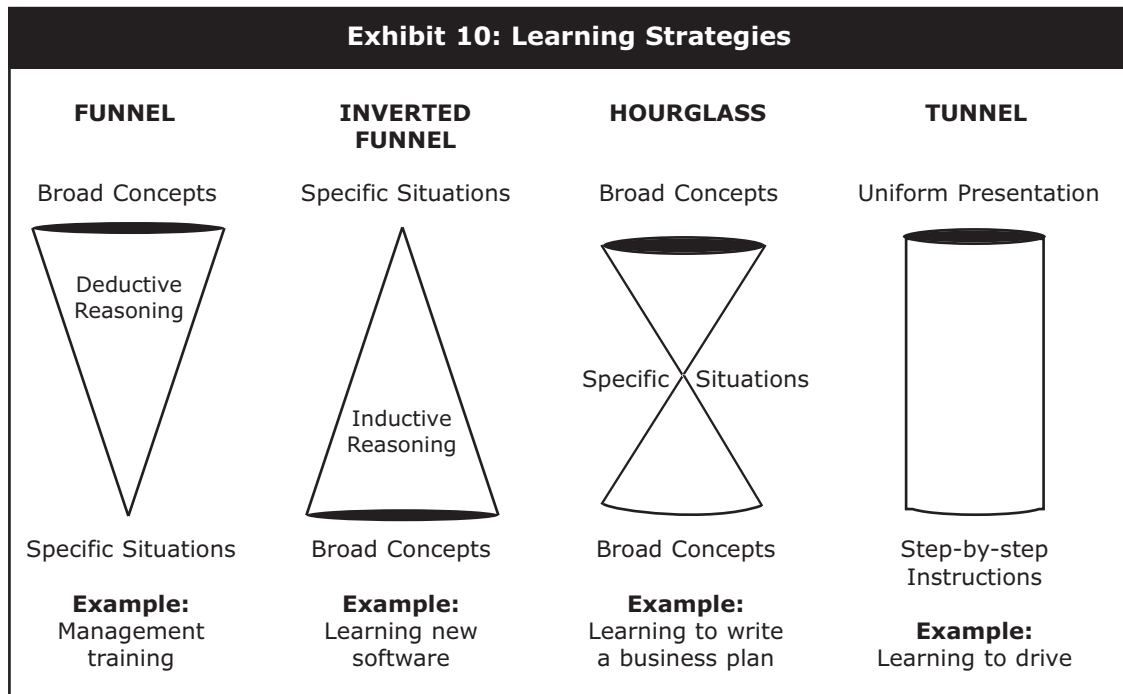 Exhibit 10: Learning Strategies
FUNNEL
Broad Concepts
Deductive
Reasoning
Specific Situations
Example:
Management
training
INVERTED
FUNNEL
Specific Situations
Inductive
Reasoning
Broad Concepts
Example:
Learning new
software
HOURGLASS
Broad Concepts
Specific Situations
Broad Concepts
Example:
Learning to write
a business plan
TUNNEL
Uniform Presentation
Step-by-step
Instructions
Example:
Learning to drive